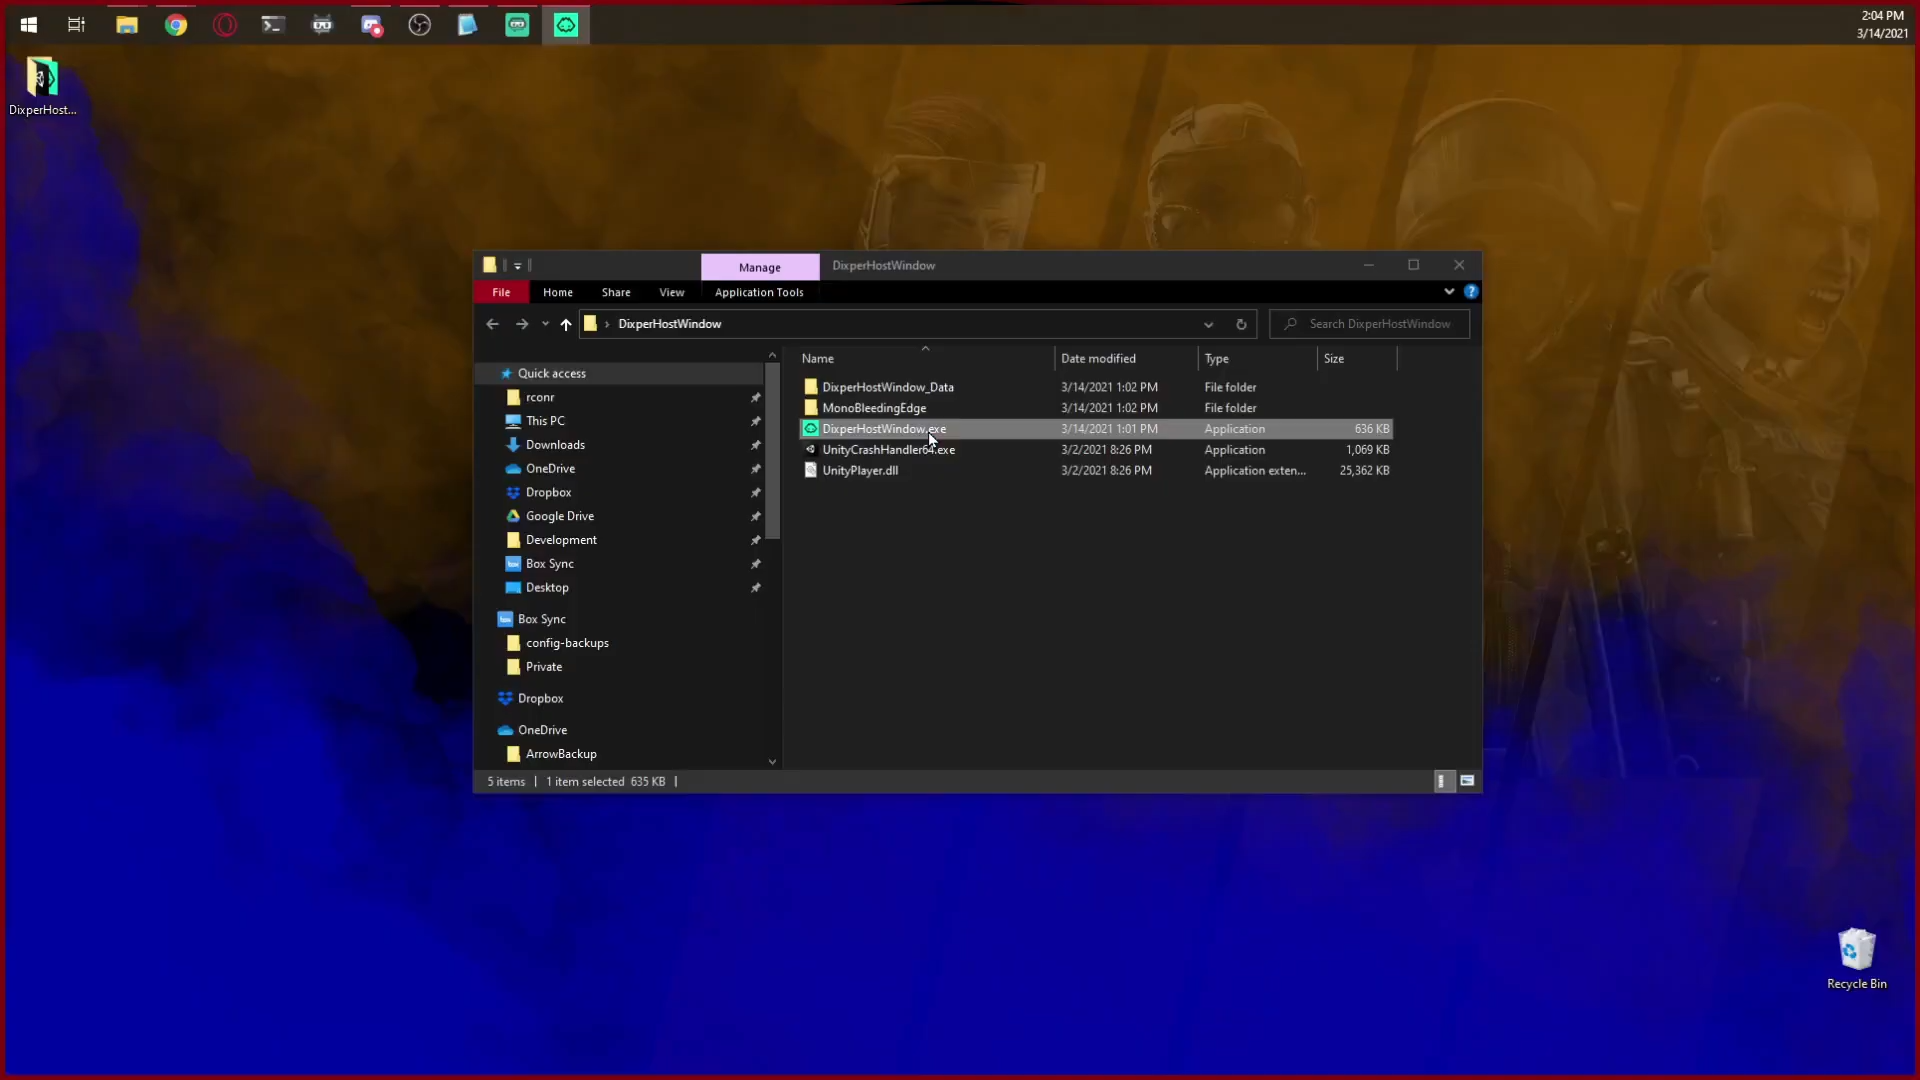 2:04 PM
3/14/2021
DixperHost...
Manage
DixperHostWindow
File
Home
Share
View
Application Tools
DixperHostWindow
Search DixperHostWindow
Name
Date modified
Type
Size
Quick access
rconr
This PC
Downloads
OneDrive
Dropbox
Google Drive
Development
Box Sync
Desktop
Box Sync
config-backups
Private
Dropbox
OneDrive
ArrowBackup
DixperHostWindow_Data 3/14/2021 1:02 PM File folder
MonoBleedingEdge 3/14/2021 1:02 PM File folder
DixperHostWindow.exe 3/14/2021 1:01 PM Application 636 KB
UnityCrashHandler64.exe 3/2/2021 8:26 PM Application 1,069 KB
UnityPlayer.dll 3/2/2021 8:26 PM Application exten... 25,362 KB
5 items | 1 item selected 635 KB |
Recycle Bin